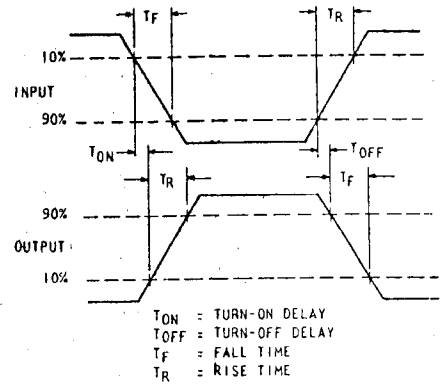 TF TR
10%
INPUT
90%
TON TOFF
TR TF
90%
OUTPUT
10%
TON = TURN-ON DELAY
TOFF = TURN-OFF DELAY
TF = FALL TIME
TR = RISE TIME